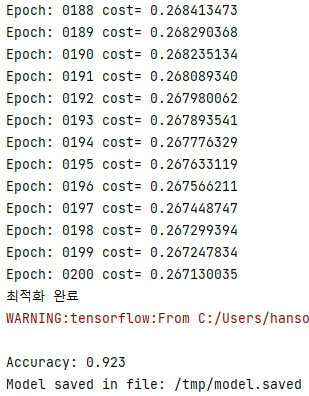 Epoch: 0188 cost= 0.268413473
Epoch: 0189 cost= 0.268290368
Epoch: 0190 cost= 0.268235134
Epoch: 0191 cost= 0.268089340
Epoch: 0192 cost= 0.267980062
Epoch: 0193 cost= 0.267893541
Epoch: 0194 cost= 0.267776329
Epoch: 0195 cost= 0.267633119
Epoch: 0196 cost= 0.267566211
Epoch: 0197 cost= 0.267448747
Epoch: 0198 cost= 0.267299394
Epoch: 0199 cost= 0.267247834
Epoch: 0200 cost= 0.267130035
최적화 완료
WARNING:tensorflow:From C:/Users/hanso
Accuracy: 0.923
Model saved in file: /tmp/model.saved